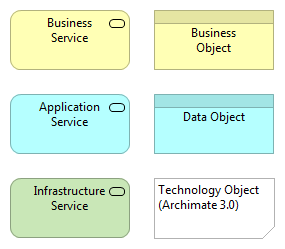 Business
Service
Business
Object
Application
Service
Data Object
Infrastructure
Service
Technology Object
(Archimate 3.0)